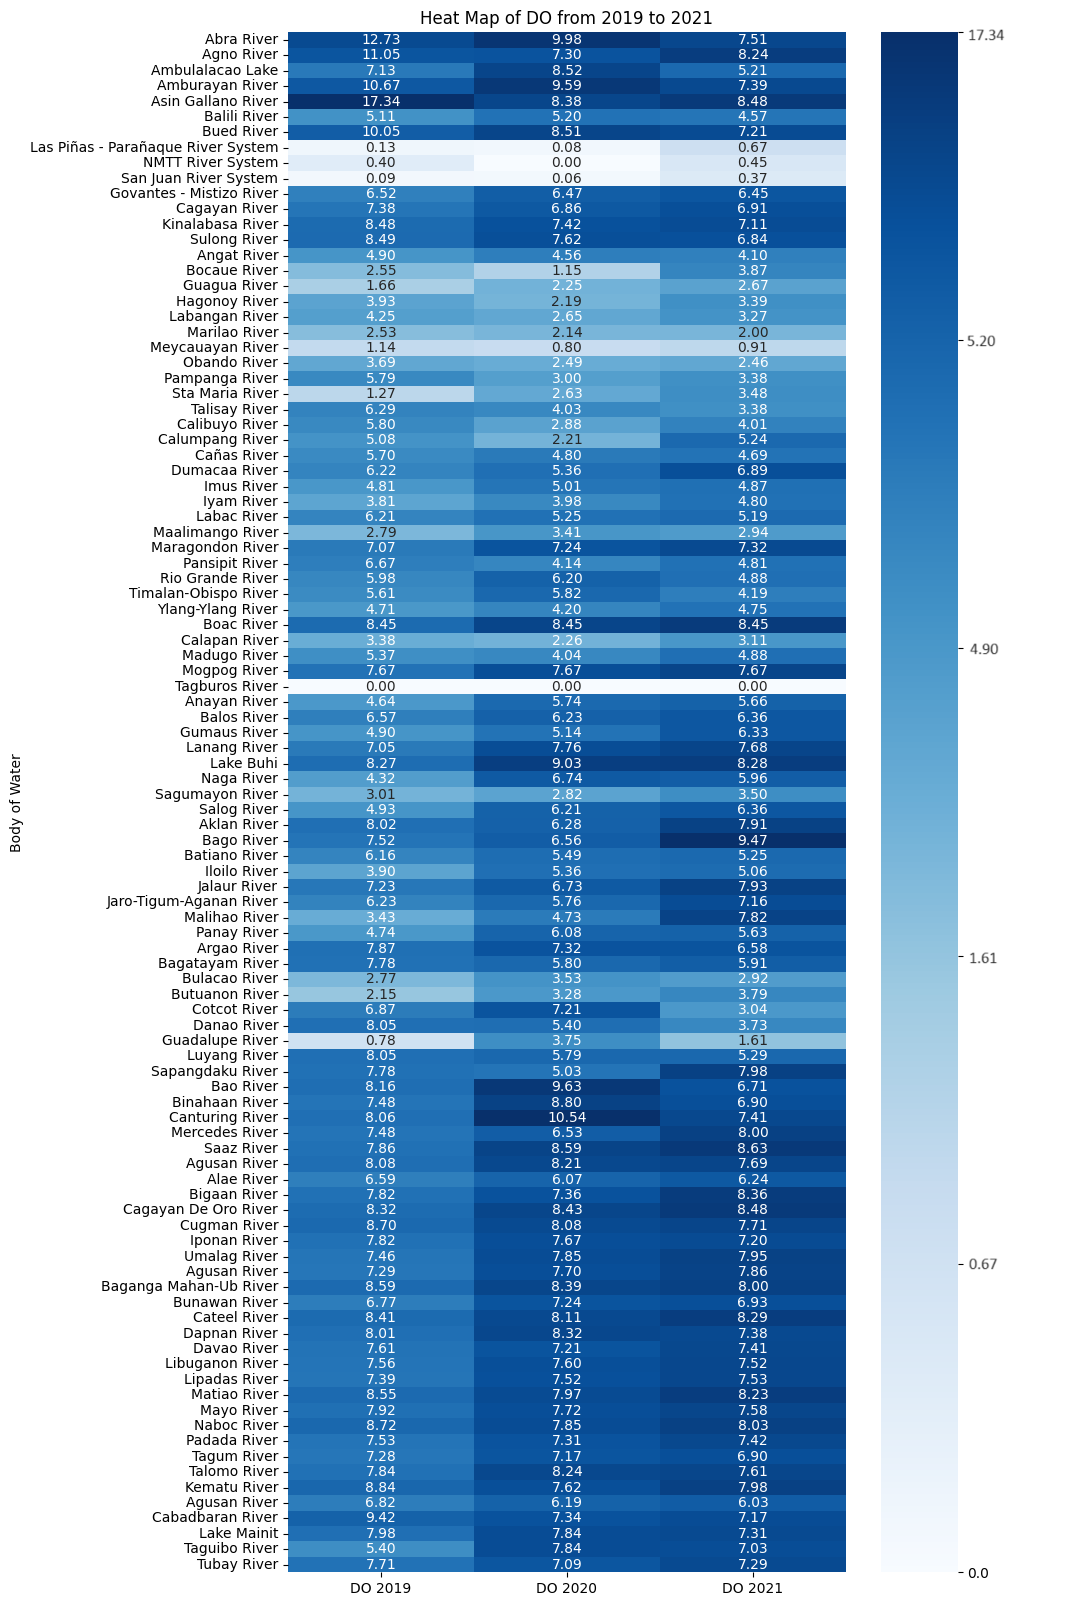 Heat Map of DO from 2019 to 2021
Abra River 12.73 9.98 7.51
Agno River 11.05 7.30 8.24
Ambulalacao Lake 7.13 8.52 5.21
Amburayan River 10.67 9.59 7.39
Asin Gallano River 17.34 8.38 8.48
Balili River 5.11 5.20 4.57
Bued River 10.05 8.51 7.21
Las Piñas - Parañaque River System 0.13 0.08 0.67
NMTT River System 0.40 0.00 0.45
San Juan River System 0.09 0.06 0.37
Govantes - Mistizo River 6.52 6.47 6.45
Cagayan River 7.38 6.86 6.91
Kinalabasa River 8.48 7.42 7.11
Sulong River 8.49 7.62 6.84
Angat River 4.90 4.56 4.10
Bocaue River 2.55 1.15 3.87
Guagua River 1.66 2.25 2.67
Hagonoy River 3.93 2.19 3.39
Labangan River 4.25 2.65 3.27
Marilao River 2.53 2.14 2.00
Meycauayan River 1.14 0.80 0.91
Obando River 3.69 2.49 2.46
Pampanga River 5.79 3.00 3.38
Sta Maria River 1.27 2.63 3.48
Talisay River 6.29 4.03 3.38
Calibuyo River 5.80 2.88 4.01
Calumpang River 5.08 2.21 5.24
Cañas River 5.70 4.80 4.69
Dumacaa River 6.22 5.36 6.89
Imus River 4.81 5.01 4.87
Iyam River 3.81 3.98 4.80
Labac River 6.21 5.25 5.19
Maalimango River 2.79 3.41 2.94
Maragondon River 7.07 7.24 7.32
Pansipit River 6.67 4.14 4.81
Rio Grande River 5.98 6.20 4.88
Timalan-Obispo River 5.61 5.82 4.19
Ylang-Ylang River 4.71 4.20 4.75
Boac River 8.45 8.45 8.45
Calapan River 3.38 2.26 3.11
Madugo River 5.37 4.04 4.88
Mogpog River 7.67 7.67 7.67
Tagburos River 0.00 0.00 0.00
Anayan River 4.64 5.74 5.66
Balos River 6.57 6.23 6.36
Gumaus River 4.90 5.14 6.33
Lanang River 7.05 7.76 7.68
Lake Buhi 8.27 9.03 8.28
Naga River 4.32 6.74 5.96
Sagumayon River 3.01 2.82 3.50
Salog River 4.93 6.21 6.36
Aklan River 8.02 6.28 7.91
Bago River 7.52 6.56 9.47
Batiano River 6.16 5.49 5.25
Iloilo River 3.90 5.36 5.06
Jalaur River 7.23 6.73 7.93
Jaro-Tigum-Aganan River 6.23 5.76 7.16
Malihao River 3.43 4.73 7.82
Panay River 4.74 6.08 5.63
Argao River 7.87 7.32 6.58
Bagatayam River 7.78 5.80 5.91
Bulacao River 2.77 3.53 2.92
Butuanon River 2.15 3.28 3.79
Cotcot River 6.87 7.21 3.04
Danao River 8.05 5.40 3.73
Guadalupe River 0.78 3.75 1.61
Luyang River 8.05 5.79 5.29
Sapangdaku River 7.78 5.03 7.98
Bao River 8.16 9.63 6.71
Binahaan River 7.48 8.80 6.90
Canturing River 8.06 10.54 7.41
Mercedes River 7.48 6.53 8.00
Saaz River 7.86 8.59 8.63
Agusan River 8.08 8.21 7.69
Alae River 6.59 6.07 6.24
Bigaan River 7.82 7.36 8.36
Cagayan De Oro River 8.32 8.43 8.48
Cugman River 8.70 8.08 7.71
Iponan River 7.82 7.67 7.20
Umalag River 7.46 7.85 7.95
Agusan River 7.29 7.70 7.86
Baganga Mahan-Ub River 8.59 8.39 8.00
Bunawan River 6.77 7.24 6.93
Cateel River 8.41 8.11 8.29
Dapnan River 8.01 8.32 7.38
Davao River 7.61 7.21 7.41
Libuganon River 7.56 7.60 7.52
Lipadas River 7.39 7.52 7.53
Matiao River 8.55 7.97 8.23
Mayo River 7.92 7.72 7.58
Naboc River 8.72 7.85 8.03
Padada River 7.53 7.31 7.42
Tagum River 7.28 7.17 6.90
Talomo River 7.84 8.24 7.61
Kematu River 8.84 7.62 7.98
Agusan River 6.82 6.19 6.03
Cabadbaran River 9.42 7.34 7.17
Lake Mainit 7.98 7.84 7.31
Taguibo River 5.40 7.84 7.03
Tubay River 7.71 7.09 7.29
DO 2019 DO 2020 DO 2021
Body of Water
17.34
5.20
4.90
1.61
0.67
0.0